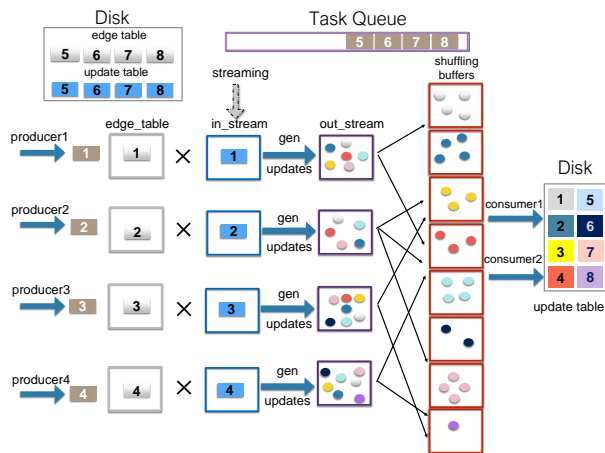 Disk
edge table
5 6 7 8
update table
5 6 7 8
Task Queue
5 6 7 8
streaming
shuffling
buffers
edge_table
in_stream
out_stream
producer1
1
1
×
1
gen
updates
producer2
2
2
×
2
gen
updates
producer3
3
3
×
3
gen
updates
producer4
4
4
×
4
gen
updates
consumer1
consumer2
Disk
1 5
2 6
3 7
4 8
update table